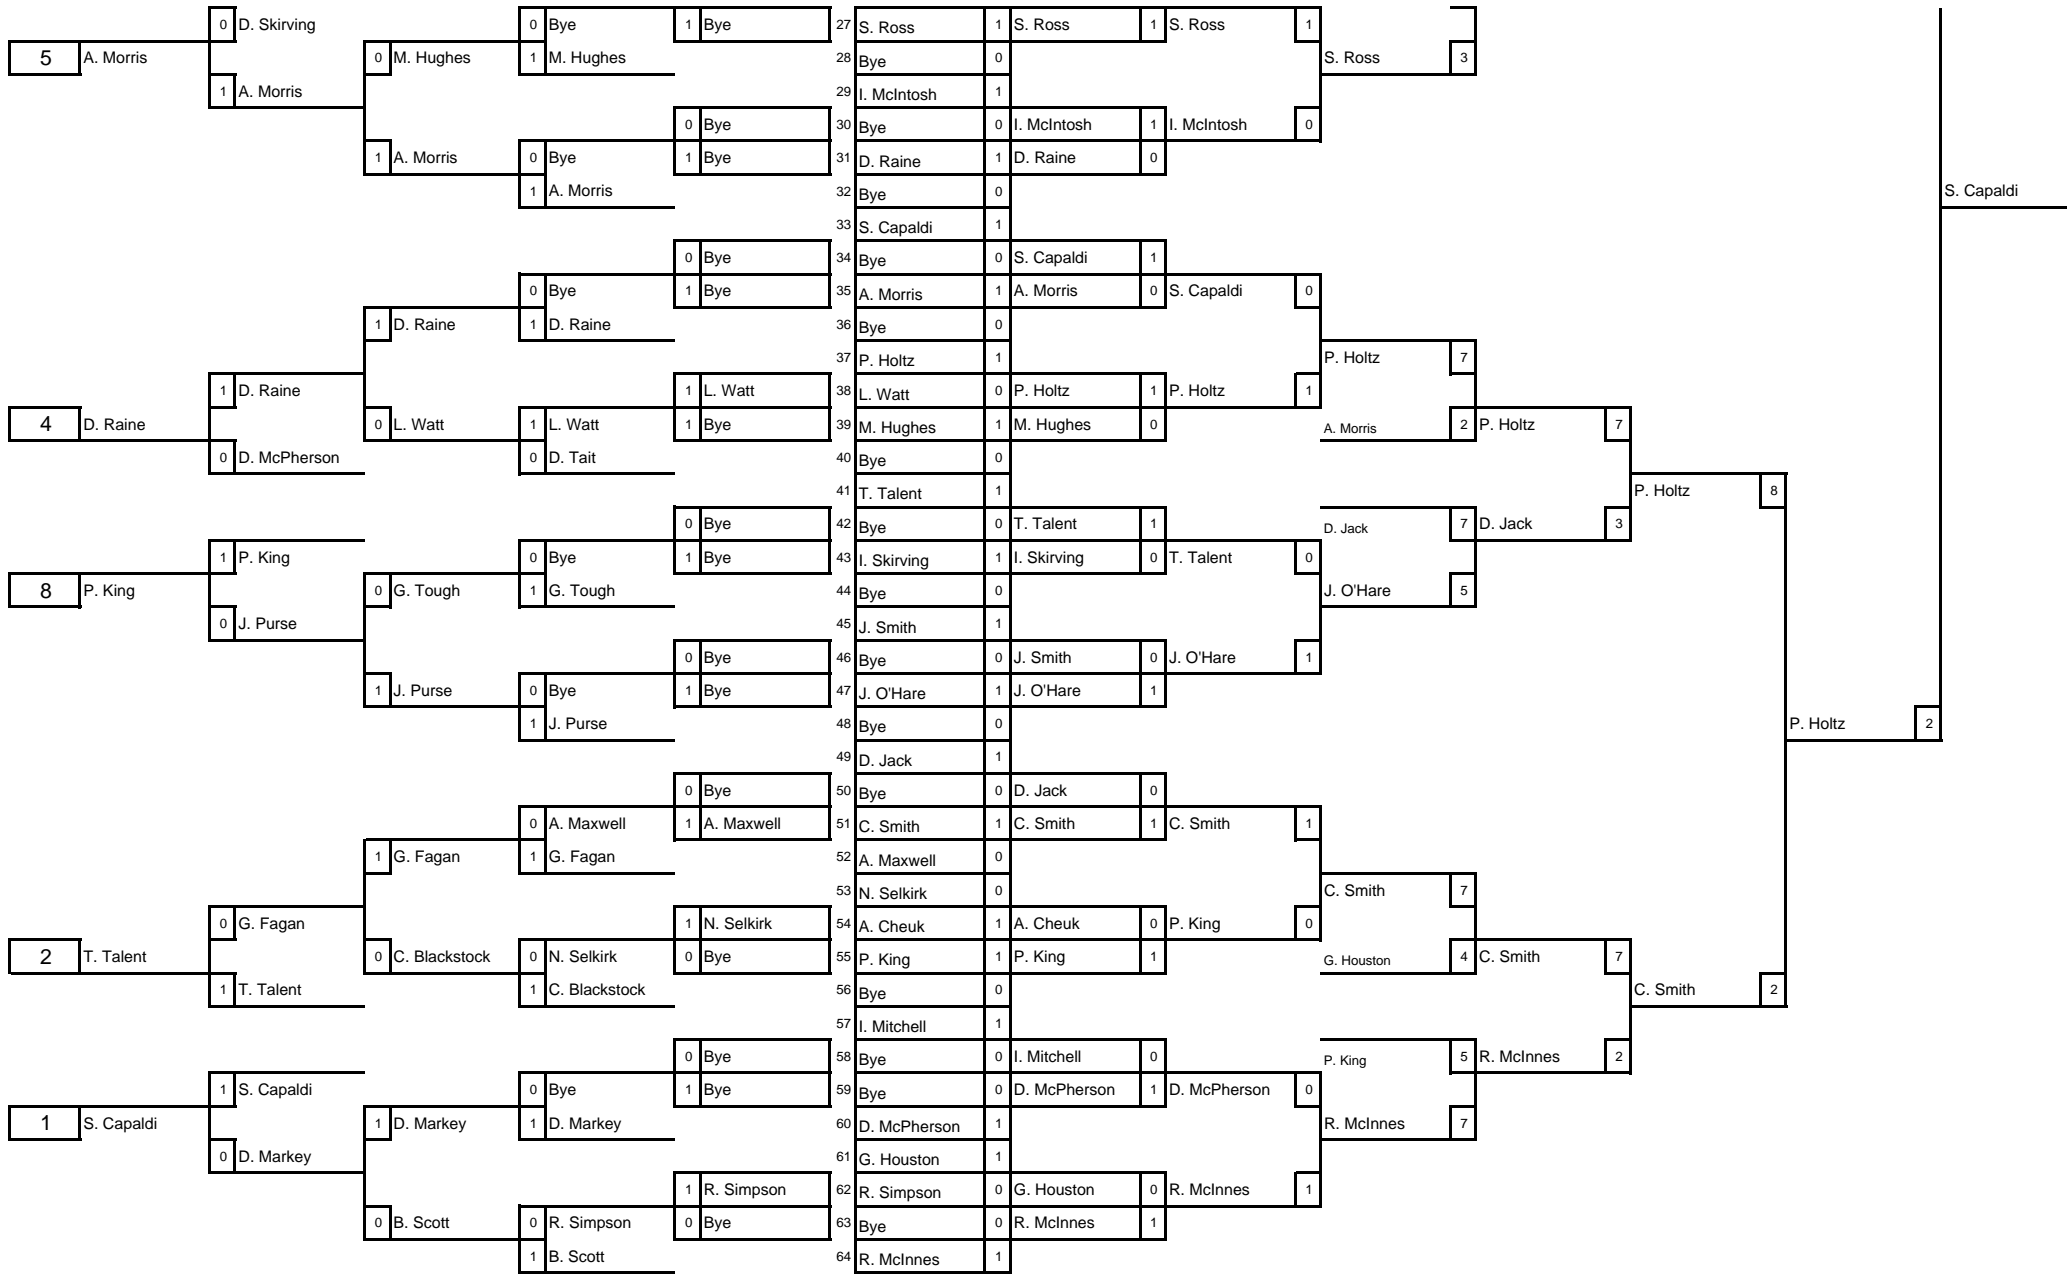 0 D. Skirving 0 Bye 1 Bye 27 S. Ross 1 S. Ross 1 S. Ross 1
5 A. Morris 0 M. Hughes 1 M. Hughes 28 Bye 0 S. Ross 3
1 A. Morris 29 I. McIntosh 1
0 Bye 30 Bye 0 I. McIntosh 1 I. McIntosh 0
1 A. Morris 0 Bye 1 Bye 31 D. Raine 1 D. Raine 0
1 A. Morris 32 Bye 0 S. Capaldi
33 S. Capaldi 1
0 Bye 34 Bye 0 S. Capaldi 1
0 Bye 1 Bye 35 A. Morris 1 A. Morris 0 S. Capaldi 0
1 D. Raine 1 D. Raine 36 Bye 0
37 P. Holtz 1 P. Holtz 7
1 D. Raine 1 L. Watt 38 L. Watt 0 P. Holtz 1 P. Holtz 1
4 D. Raine 0 L. Watt 1 L. Watt 1 Bye 39 M. Hughes 1 M. Hughes 0 A. Morris 2 P. Holtz 7
0 D. McPherson 0 D. Tait 40 Bye 0
41 T. Talent 1 P. Holtz 8
0 Bye 42 Bye 0 T. Talent 1 D. Jack 7 D. Jack 3
1 P. King 0 Bye 1 Bye 43 I. Skirving 1 I. Skirving 0 T. Talent 0
8 P. King 0 G. Tough 1 G. Tough 44 Bye 0 J. O'Hare 5
0 J. Purse 45 J. Smith 1
0 Bye 46 Bye 0 J. Smith 0 J. O'Hare 1
1 J. Purse 0 Bye 1 Bye 47 J. O'Hare 1 J. O'Hare 1
1 J. Purse 48 Bye 0 P. Holtz 2
49 D. Jack 1
0 Bye 50 Bye 0 D. Jack 0
0 A. Maxwell 1 A. Maxwell 51 C. Smith 1 C. Smith 1 C. Smith 1
1 G. Fagan 1 G. Fagan 52 A. Maxwell 0
53 N. Selkirk 0 C. Smith 7
0 G. Fagan 1 N. Selkirk 54 A. Cheuk 1 A. Cheuk 0 P. King 0
2 T. Talent 0 C. Blackstock 0 N. Selkirk 0 Bye 55 P. King 1 P. King 1 G. Houston 4 C. Smith 7
1 T. Talent 1 C. Blackstock 56 Bye 0 C. Smith 2
57 I. Mitchell 1
0 Bye 58 Bye 0 I. Mitchell 0 P. King 5 R. McInnes 2
1 S. Capaldi 0 Bye 1 Bye 59 Bye 0 D. McPherson 1 D. McPherson 0
1 S. Capaldi 1 D. Markey 1 D. Markey 60 D. McPherson 1 R. McInnes 7
0 D. Markey 61 G. Houston 1
1 R. Simpson 62 R. Simpson 0 G. Houston 0 R. McInnes 1
0 B. Scott 0 R. Simpson 0 Bye 63 Bye 0 R. McInnes 1
1 B. Scott 64 R. McInnes 1